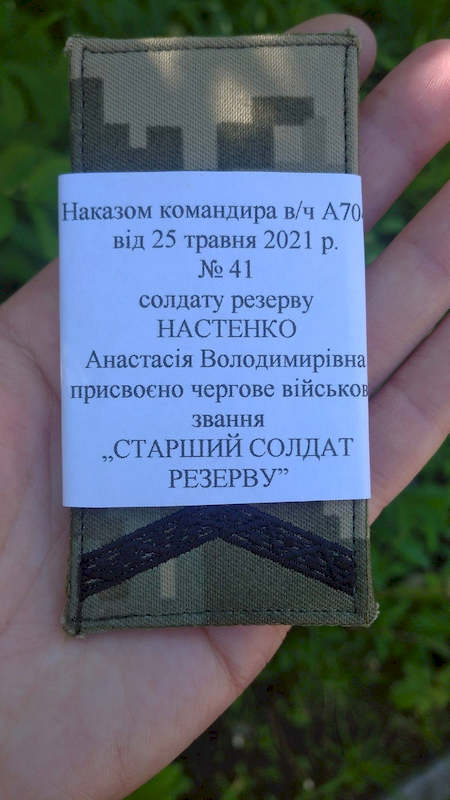 Наказом командира в/ч А70
від 25 травня 2021 р.
№ 41
солдату резерву
НАСТЕНКО
Анастасія Володимирівна
присвоєно чергове військов
звання
„СТАРШИЙ СОЛДАТ
РЕЗЕРВУ”